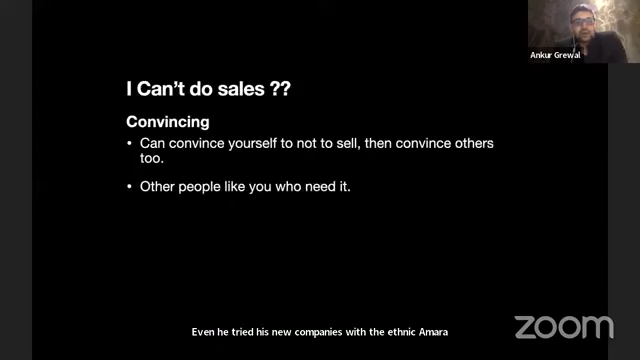 Ankur Grewal
I Can't do sales ??
Convincing
• Can convince yourself to not to sell, then convince others
too.
• Other people like you who need it.
Even he tried his new companies with the ethnic Amara
zoom